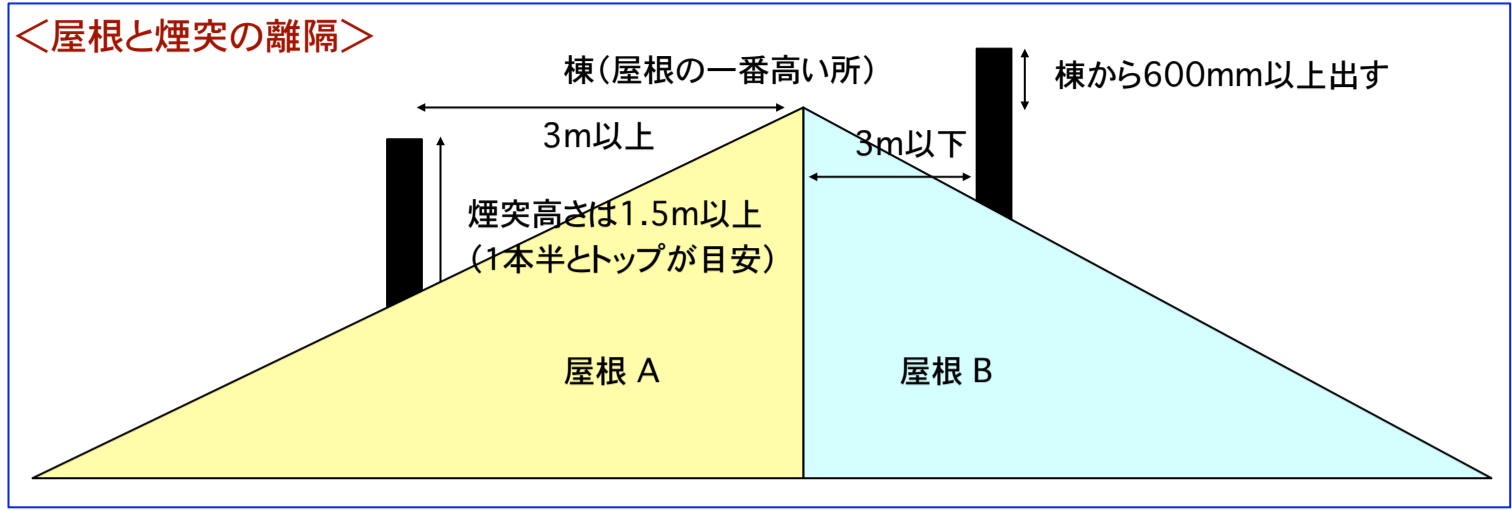 ＜屋根と煙突の離隔＞
棟（屋根の一番高い所）
棟から600mm以上出す
3m以上
3m以下
煙突高さは1.5m以上
（1本半とトップが目安）
屋根 A
屋根 B